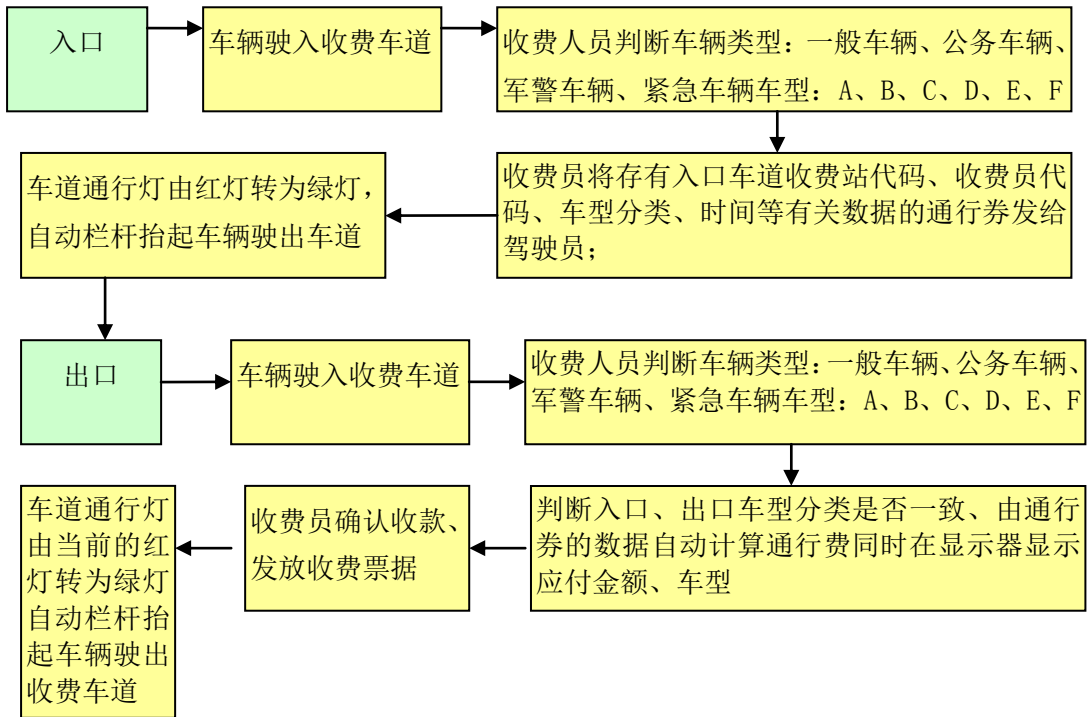 入口
车辆驶入收费车道
收费人员判断车辆类型：一般车辆、公务车辆、
军警车辆、紧急车辆车型：A、B、C、D、E、F
收费员将存有入口车道收费站代码、收费员代
码、车型分类、时间等有关数据的通行券发给
驾驶员；
车道通行灯由红灯转为绿灯，
自动栏杆抬起车辆驶出车道
出口
车辆驶入收费车道
收费人员判断车辆类型：一般车辆、公务车辆、
军警车辆、紧急车辆车型：A、B、C、D、E、F
判断入口、出口车型分类是否一致、由通行
券的数据自动计算通行费同时在显示器显示
应付金额、车型
收费员确认收款、
发放收费票据
车道通行灯
由当前的红
灯转为绿灯
自动栏杆抬
起车辆驶出
收费车道